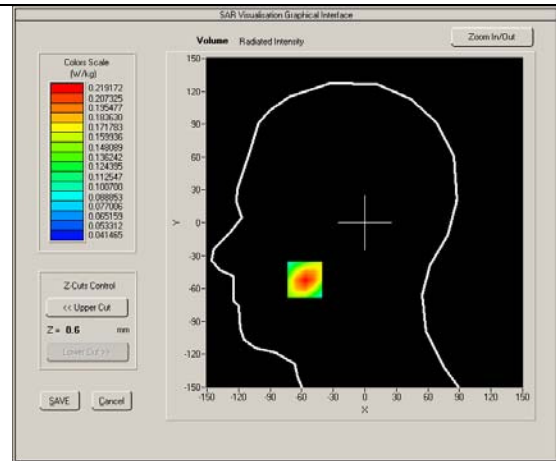 SAR Visualisation Graphical Interface
Volume Radiated Intensity
Zoom In/Out
Colors Scale
(W/kg)
0.219172
0.207325
0.195477
0.183630
0.171783
0.159936
0.148089
0.136242
0.124395
0.112547
0.100700
0.088853
0.077006
0.065159
0.053312
0.041465
Z-Cuts Control
<< Upper Cut
Z = 0.6 mm
Lower Cut >>
SAVE Cancel
150
120
90
60
30
0
-30
-60
-90
-120
-150
Y
-150 -120 -90 -60 -30 0 30 60 90 120 150
X